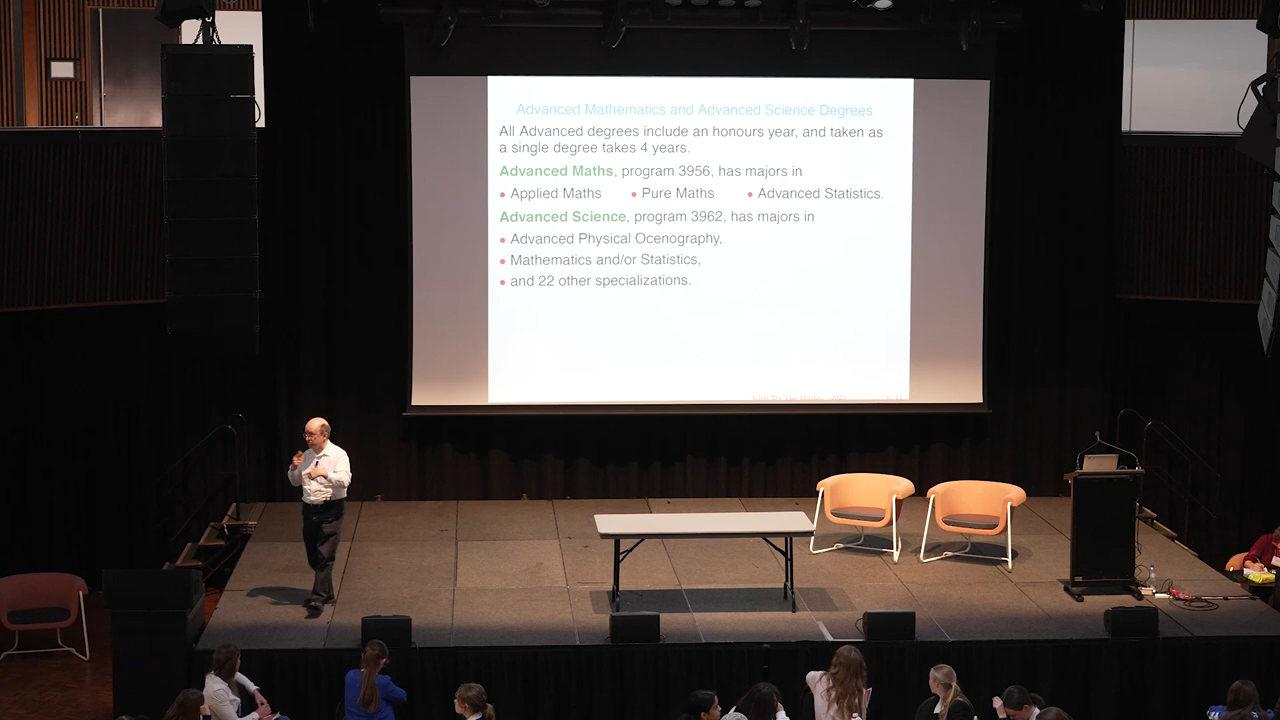 Advanced Mathematics and Advanced Science Degrees
All Advanced degrees include an honours year, and taken as
a single degree takes 4 years.
Advanced Maths, program 3956, has majors in
• Applied Maths • Pure Maths • Advanced Statistics.
Advanced Science, program 3962, has majors in
• Advanced Physical Ocenography,
• Mathematics and/or Statistics,
• and 22 other specializations.